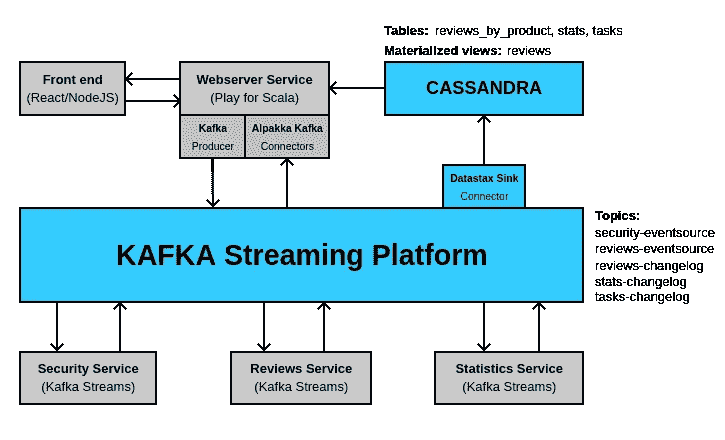 Tables: reviews_by_product, stats, tasks
Materialized views: reviews
Front end
(React/NodeJS)
Webserver Service
(Play for Scala)
CASSANDRA
Kafka
Producer
Alpakka Kafka
Connectors
Datastax Sink
Connector
KAFKA Streaming Platform
Topics:
security-eventsource
reviews-eventsource
reviews-changelog
stats-changelog
tasks-changelog
Security Service
(Kafka Streams)
Reviews Service
(Kafka Streams)
Statistics Service
(Kafka Streams)